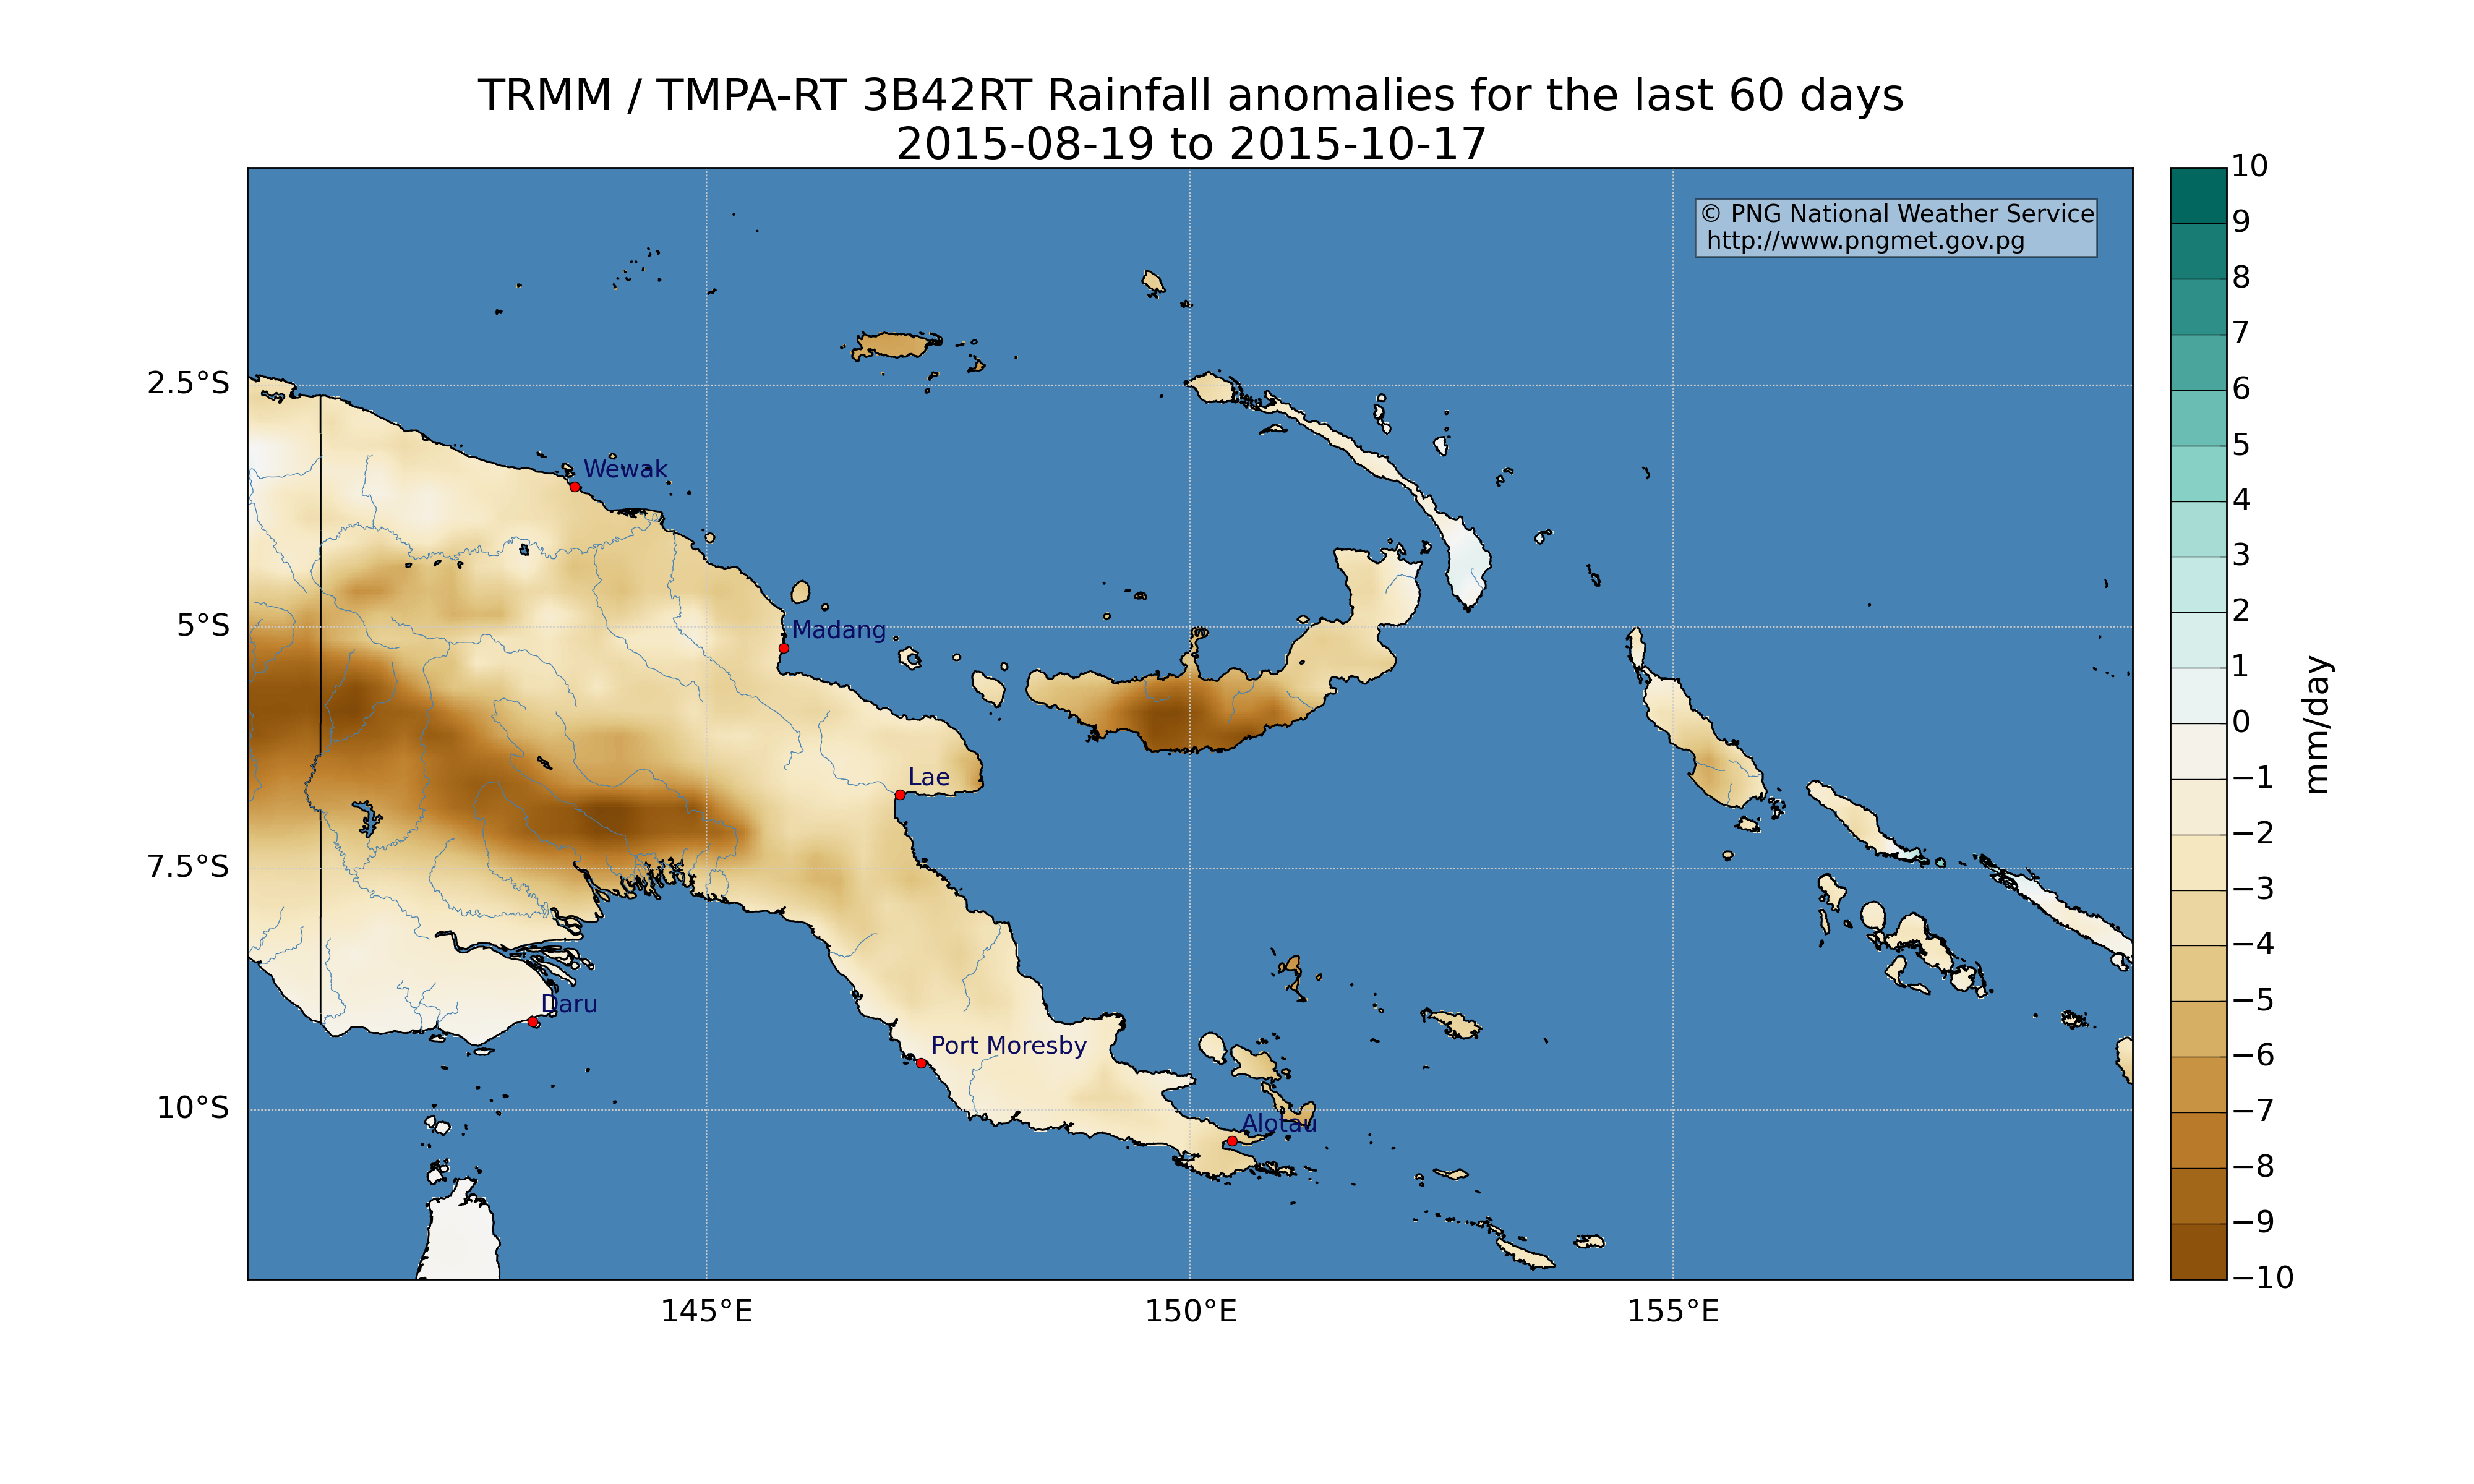 TRMM / TMPA-RT 3B42RT Rainfall anomalies for the last 60 days
2015-08-19 to 2015-10-17
© PNG National Weather Service
http://www.pngmet.gov.pg
10
9
8
7
6
5
4
3
2
1
0
−1
−2
−3
−4
−5
−6
−7
−8
−9
−10
mm/day
2.5°S
5°S
7.5°S
10°S
Wewak
Madang
Lae
Daru
Port Moresby
Alotau
145°E
150°E
155°E